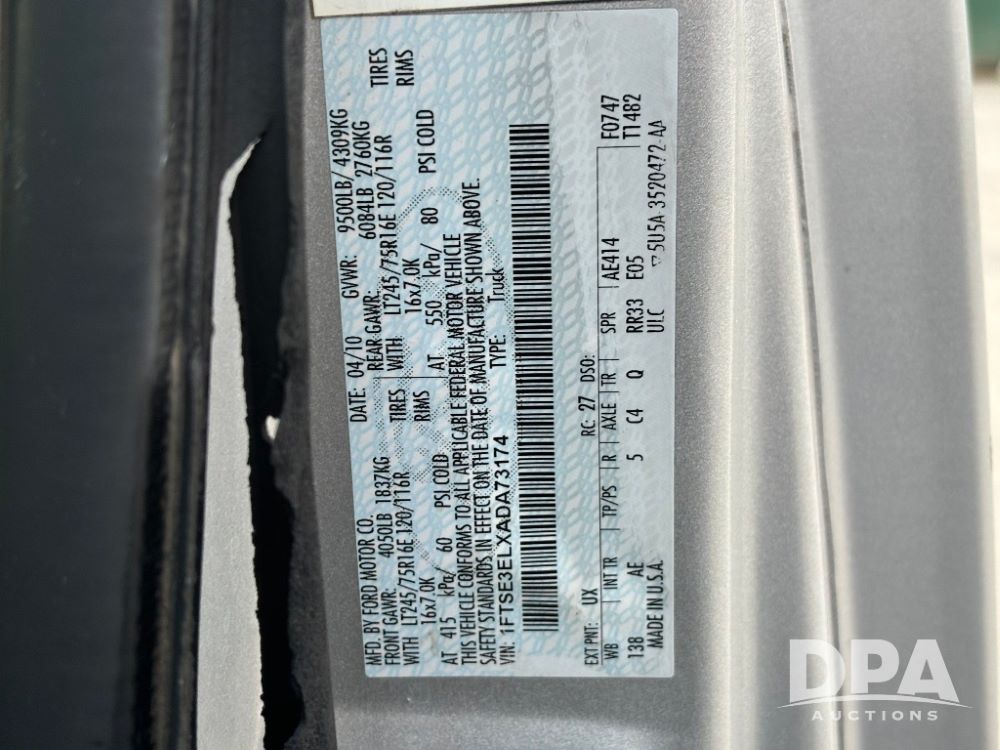 MFD. BY FORD MOTOR CO. DATE: 04/10 GVWR: 9500LB/ 4309KG
FRONT GAWR: 4050LB 1837KG REAR GAWR: 6084LB 2760KG
LT245/75R16E 120/116R TIRES WITH LT245/75R16E 120/116R TIRES
16x7.0K RIMS 16x7.0K RIMS
AT 415 kPa/ 60 PSI COLD AT 550 kPa/ 80 PSI COLD
THIS VEHICLE CONFORMS TO ALL APPLICABLE FEDERAL MOTOR VEHICLE
SAFETY STANDARDS IN EFFECT ON THE DATE OF MANUFACTURE SHOWN ABOVE.
VIN: 1FTSE3ELXADA73174 TYPE: Truck
EXT PNT: UX RC: 27 DSO: F0747
WB INT TR TP/PS R AXLE TR SPR AE414 T1482
138 AE 5 C4 Q RR33 E05
MADE IN U.S.A. ULC 5U5A-3520472-AA
DPA
AUCTIONS